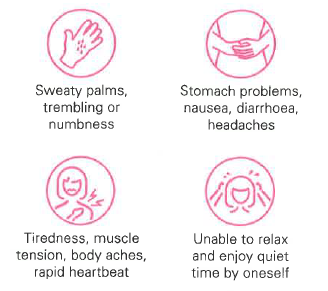 Sweaty palms,
trembling or
numbness
Stomach problems,
nausea, diarrhoea,
headaches
Tiredness, muscle
tension, body aches,
rapid heartbeat
Unable to relax
and enjoy quiet
time by oneself